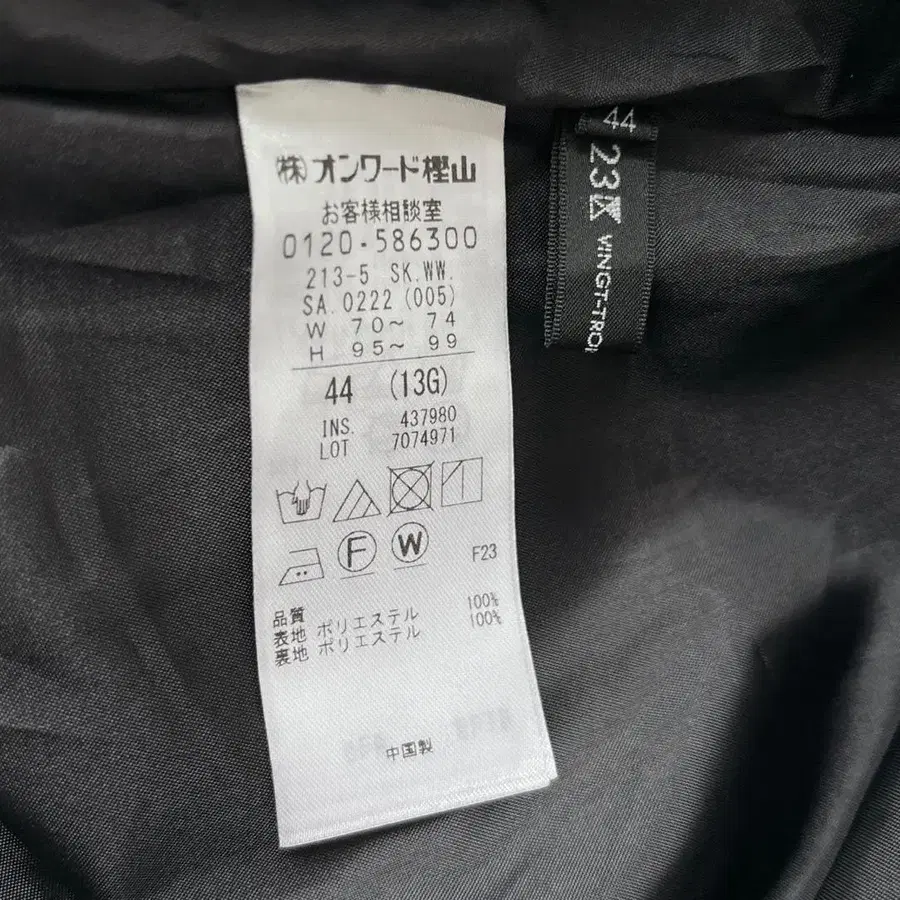 ㈱オンワード樫山
お客様相談室
0120-586300
213-5 SK.WW.
SA.0222(005)
W 70～ 74
H 95～ 99
44 (13G)
INS. 437980
LOT 7074971
F W F23
品質
表地 ポリエステル 100%
裏地 ポリエステル 100%
中国製
44
23K VINGT-TROI